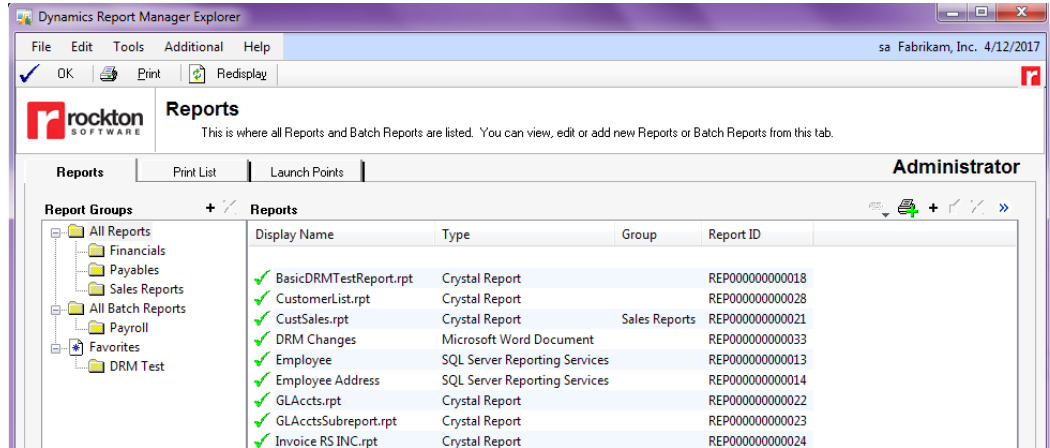 Dynamics Report Manager Explorer
File Edit Tools Additional Help sa Fabrikam, Inc. 4/12/2017
OK Print Redisplay
rockton
SOFTWARE
Reports
This is where all Reports and Batch Reports are listed. You can view, edit or add new Reports or Batch Reports from this tab.
Reports Print List Launch Points Administrator
Report Groups Reports
All Reports
Financials
Payables
Sales Reports
All Batch Reports
Payroll
Favorites
DRM Test
Display Name Type Group Report ID
BasicDRMTestReport.rpt Crystal Report REP000000000018
CustomerList.rpt Crystal Report REP000000000028
CustSales.rpt Crystal Report Sales Reports REP000000000021
DRM Changes Microsoft Word Document REP000000000033
Employee SQL Server Reporting Services REP000000000013
Employee Address SQL Server Reporting Services REP000000000014
GLAccts.rpt Crystal Report REP000000000022
GLAcctsSubreport.rpt Crystal Report REP000000000023
Invoice RS INC.rpt Crystal Report REP000000000024